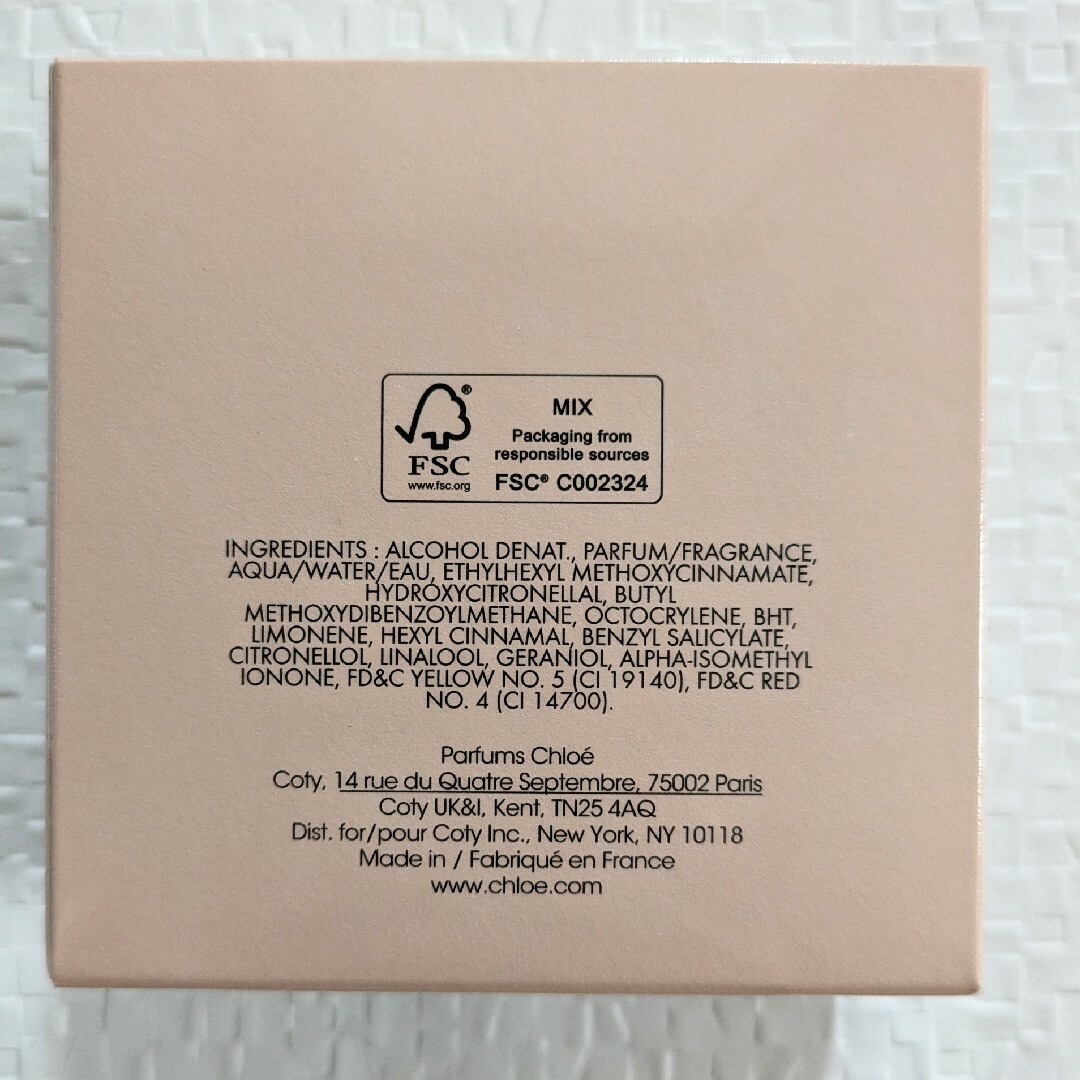 MIX
Packaging from
responsible sources
FSC® C002324
®
FSC
www.fsc.org
INGREDIENTS : ALCOHOL DENAT., PARFUM/FRAGRANCE,
AQUA/WATER/EAU, ETHYLHEXYL METHOXYCINNAMATE,
HYDROXYCITRONELLAL, BUTYL
METHOXYDIBENZOYLMETHANE, OCTOCRYLENE, BHT,
LIMONENE, HEXYL CINNAMAL, BENZYL SALICYLATE,
CITRONELLOL, LINALOOL, GERANIOL, ALPHA-ISOMETHYL
IONONE, FD&C YELLOW NO. 5 (CI 19140), FD&C RED
NO. 4 (CI 14700).
Parfums Chloé
Coty, 14 rue du Quatre Septembre, 75002 Paris
Coty UK&I, Kent, TN25 4AQ
Dist. for/pour Coty Inc., New York, NY 10118
Made in / Fabriqué en France
www.chloe.com